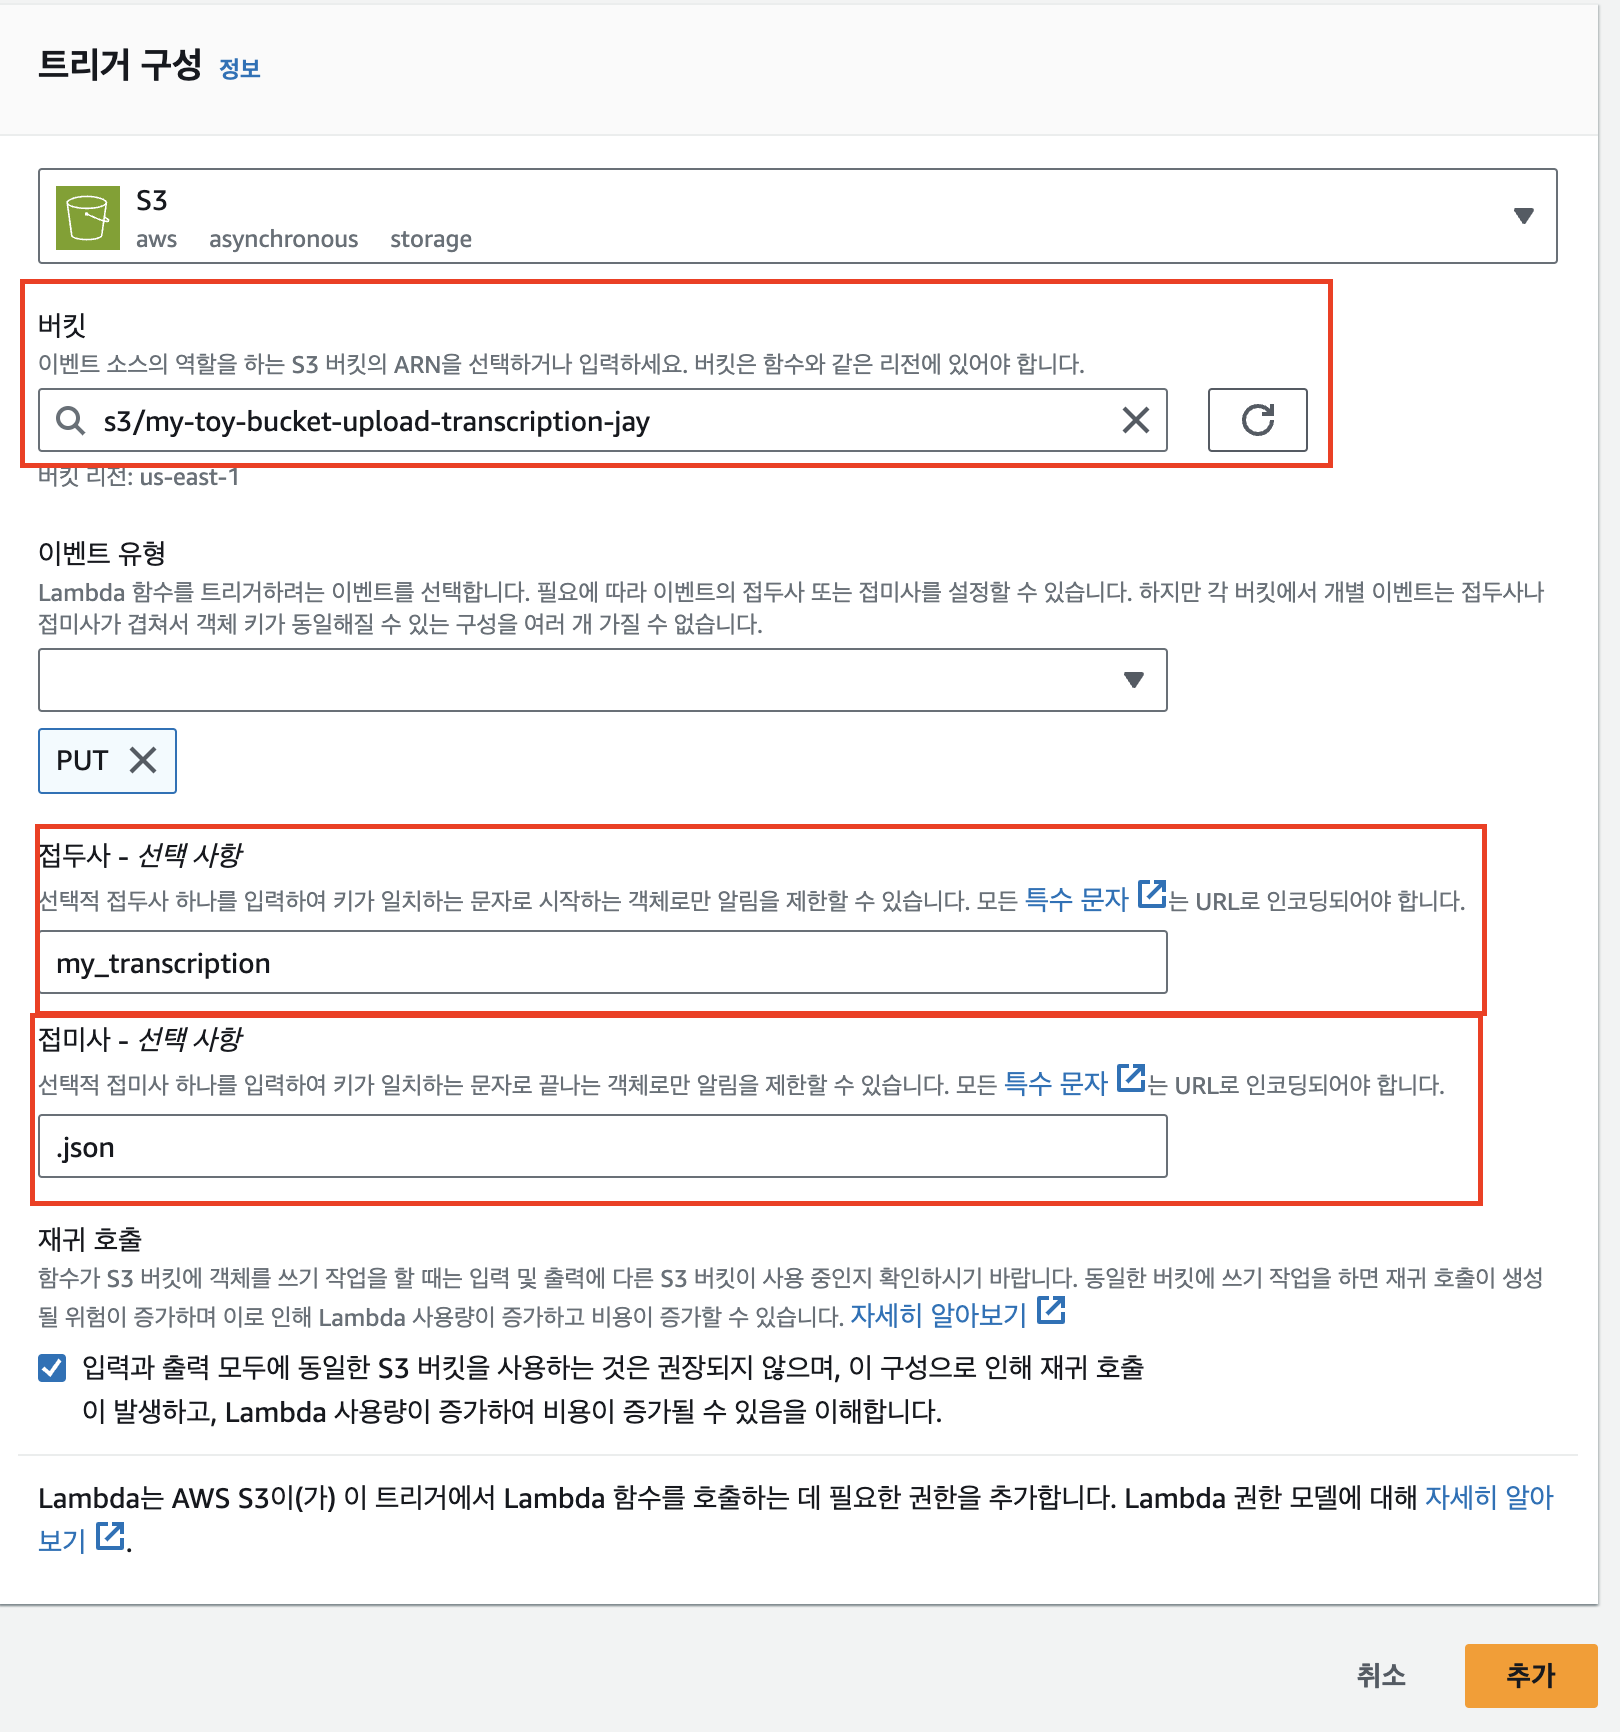 트리거 구성 정보
S3
aws asynchronous storage
버킷
이벤트 소스의 역할을 하는 S3 버킷의 ARN을 선택하거나 입력하세요. 버킷은 함수와 같은 리전에 있어야 합니다.
s3/my-toy-bucket-upload-transcription-jay
버킷 리전: us-east-1
이벤트 유형
Lambda 함수를 트리거하려는 이벤트를 선택합니다. 필요에 따라 이벤트의 접두사 또는 접미사를 설정할 수 있습니다. 하지만 각 버킷에서 개별 이벤트는 접두사나
접미사가 겹쳐서 객체 키가 동일해질 수 있는 구성을 여러 개 가질 수 없습니다.
PUT
접두사 - 선택 사항
선택적 접두사 하나를 입력하여 키가 일치하는 문자로 시작하는 객체로만 알림을 제한할 수 있습니다. 모든 특수 문자는 URL로 인코딩되어야 합니다.
my_transcription
접미사 - 선택 사항
선택적 접미사 하나를 입력하여 키가 일치하는 문자로 끝나는 객체로만 알림을 제한할 수 있습니다. 모든 특수 문자는 URL로 인코딩되어야 합니다.
.json
재귀 호출
함수가 S3 버킷에 객체를 쓰기 작업을 할 때는 입력 및 출력에 다른 S3 버킷이 사용 중인지 확인하시기 바랍니다. 동일한 버킷에 쓰기 작업을 하면 재귀 호출이 생성
될 위험이 증가하며 이로 인해 Lambda 사용량이 증가하고 비용이 증가할 수 있습니다. 자세히 알아보기
입력과 출력 모두에 동일한 S3 버킷을 사용하는 것은 권장되지 않으며, 이 구성으로 인해 재귀 호출
이 발생하고, Lambda 사용량이 증가하여 비용이 증가될 수 있음을 이해합니다.
Lambda는 AWS S3이(가) 이 트리거에서 Lambda 함수를 호출하는 데 필요한 권한을 추가합니다. Lambda 권한 모델에 대해 자세히 알아
보기.
취소 추가